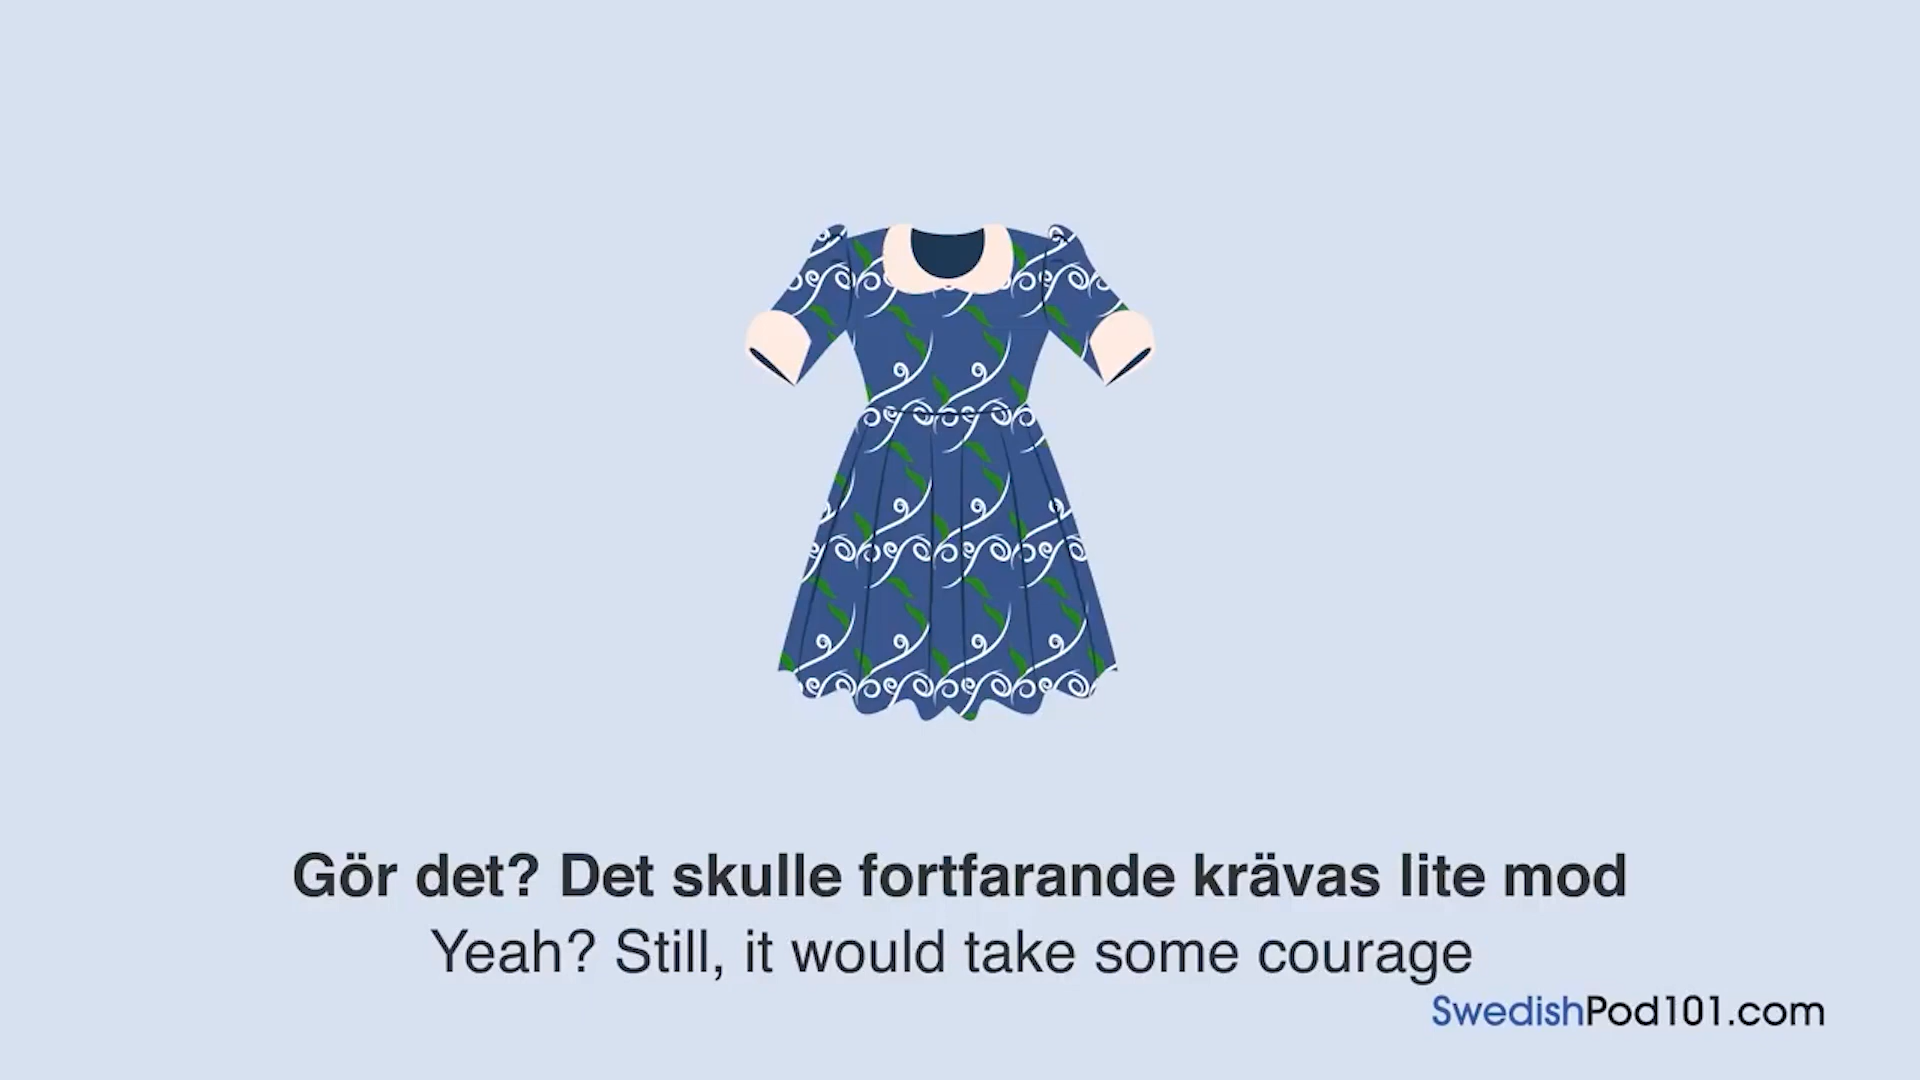 Gör det? Det skulle fortfarande krävas lite mod
Yeah? Still, it would take some courage
SwedishPod101.com